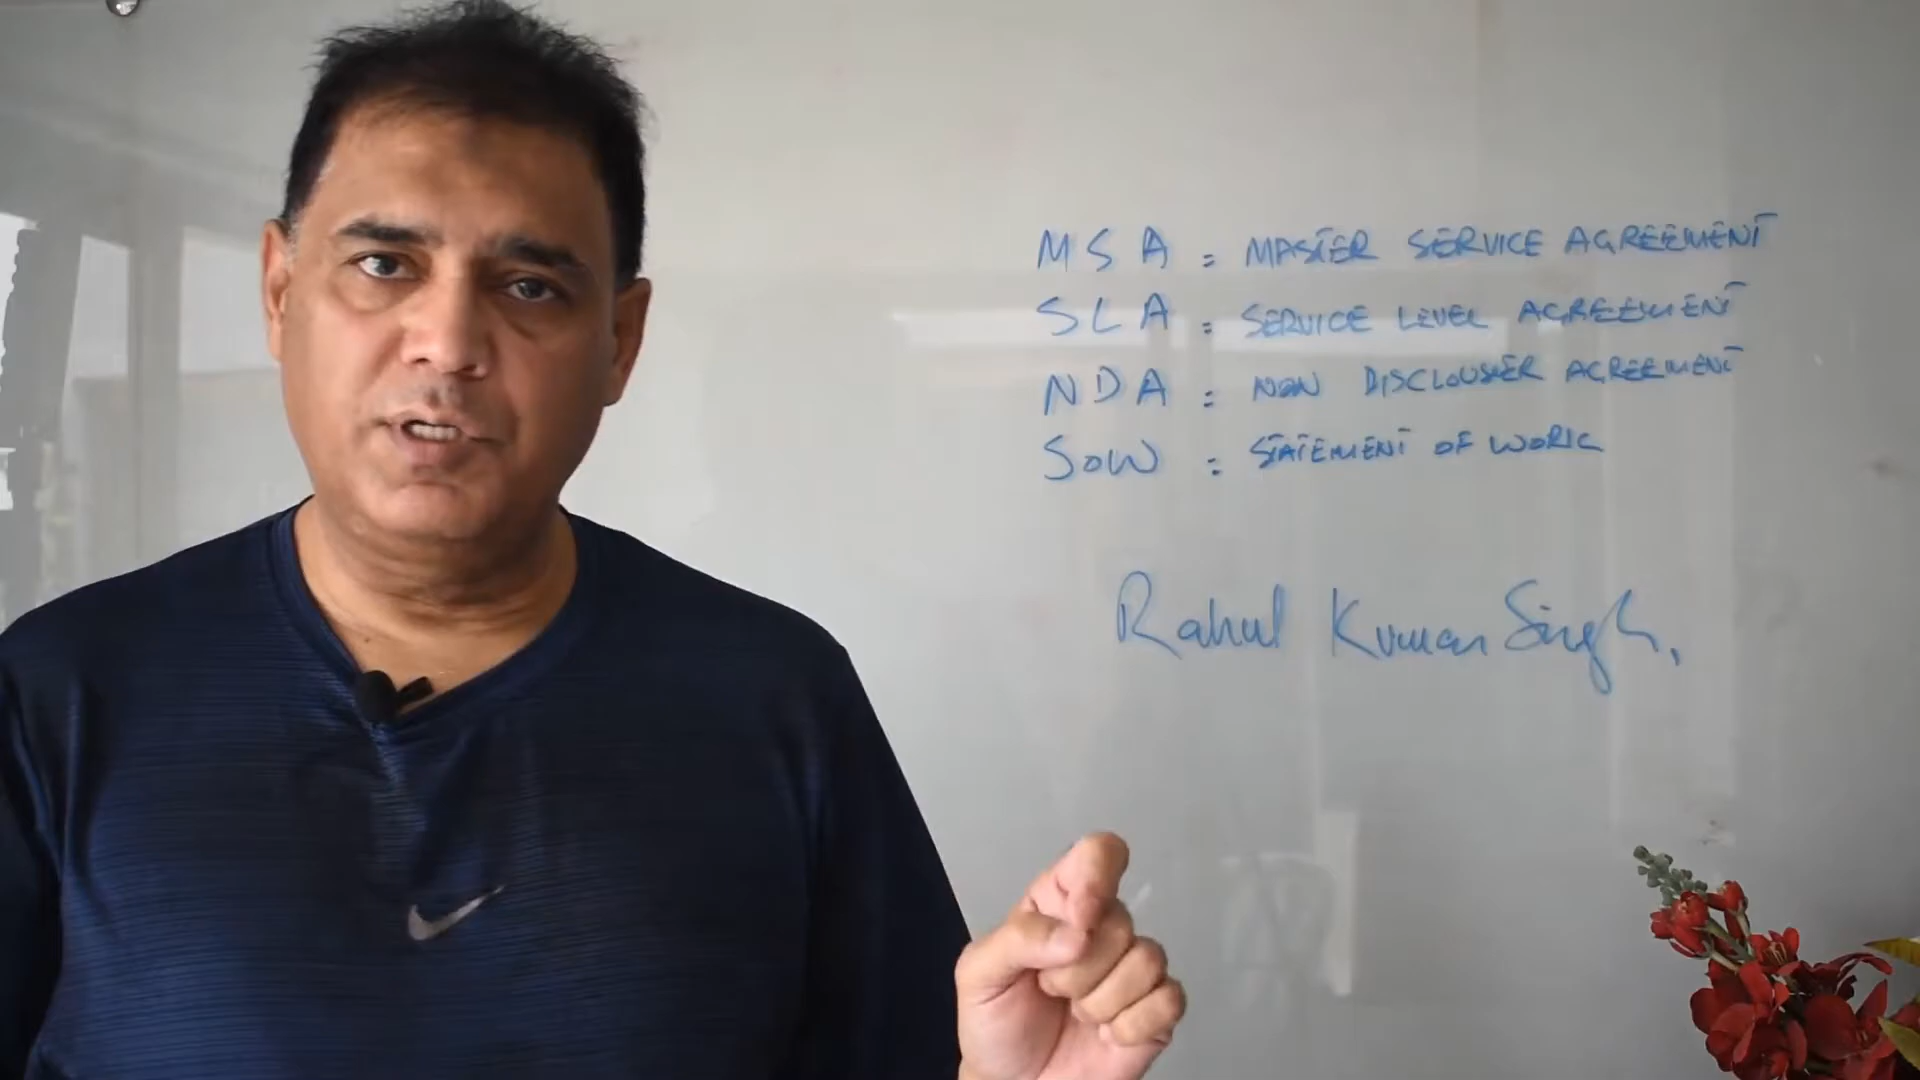 MSA = MASTER SERVICE AGREEMENT
SLA = SERVICE LEVEL AGREEMENT
NDA = NON DISCLOUSER AGREEMENT
SOW = STATEMENT OF WORK
Rahul Kumar Singh.